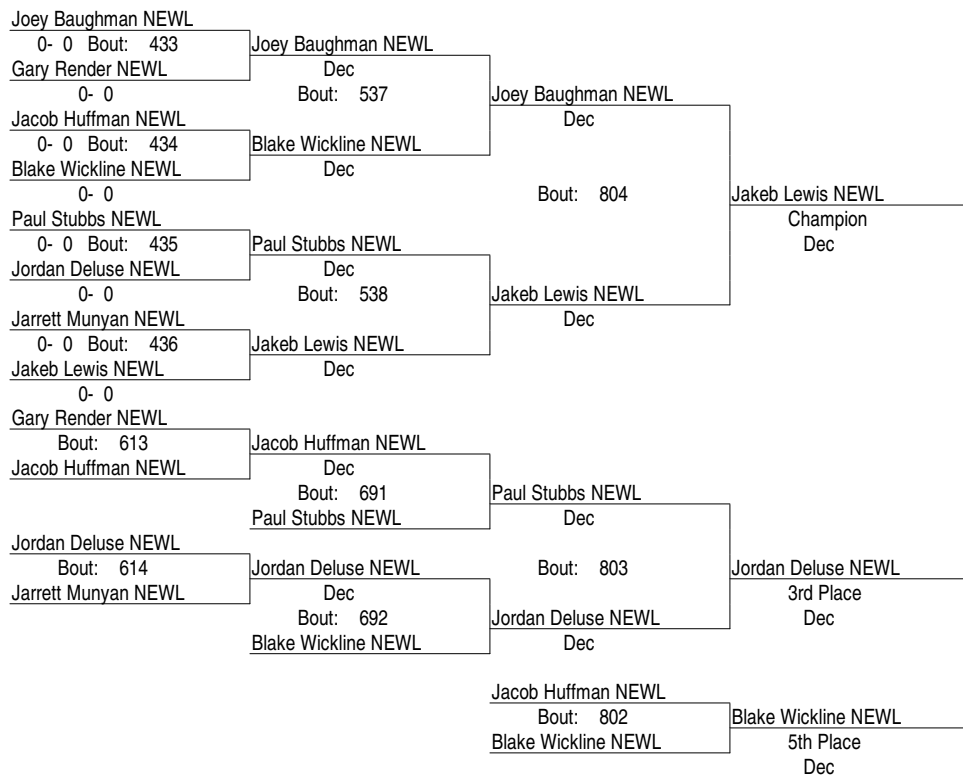 Joey Baughman NEWL
0- 0 Bout: 433
Joey Baughman NEWL
Gary Render NEWL
Dec
0- 0
Bout: 537
Joey Baughman NEWL
Jacob Huffman NEWL
Dec
0- 0 Bout: 434
Blake Wickline NEWL
Blake Wickline NEWL
Dec
0- 0
Bout: 804
Jakeb Lewis NEWL
Paul Stubbs NEWL
Champion
0- 0 Bout: 435
Paul Stubbs NEWL
Dec
Jordan Deluse NEWL
Dec
0- 0
Bout: 538
Jakeb Lewis NEWL
Jarrett Munyan NEWL
Dec
0- 0 Bout: 436
Jakeb Lewis NEWL
Jakeb Lewis NEWL
Dec
0- 0
Gary Render NEWL
Bout: 613
Jacob Huffman NEWL
Jacob Huffman NEWL
Dec
Bout: 691
Paul Stubbs NEWL
Paul Stubbs NEWL
Dec
Jordan Deluse NEWL
Bout: 614
Jordan Deluse NEWL
Bout: 803
Jordan Deluse NEWL
Jarrett Munyan NEWL
Dec
3rd Place
Bout: 692
Jordan Deluse NEWL
Dec
Blake Wickline NEWL
Dec
Jacob Huffman NEWL
Bout: 802
Blake Wickline NEWL
Blake Wickline NEWL
5th Place
Dec